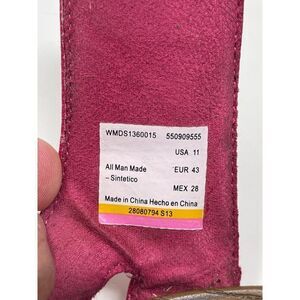 WMDS1360015 550909555
USA 11
All Man Made EUR 43
– Sintetico
MEX 28
Made in China Hecho en China
28080794 S13